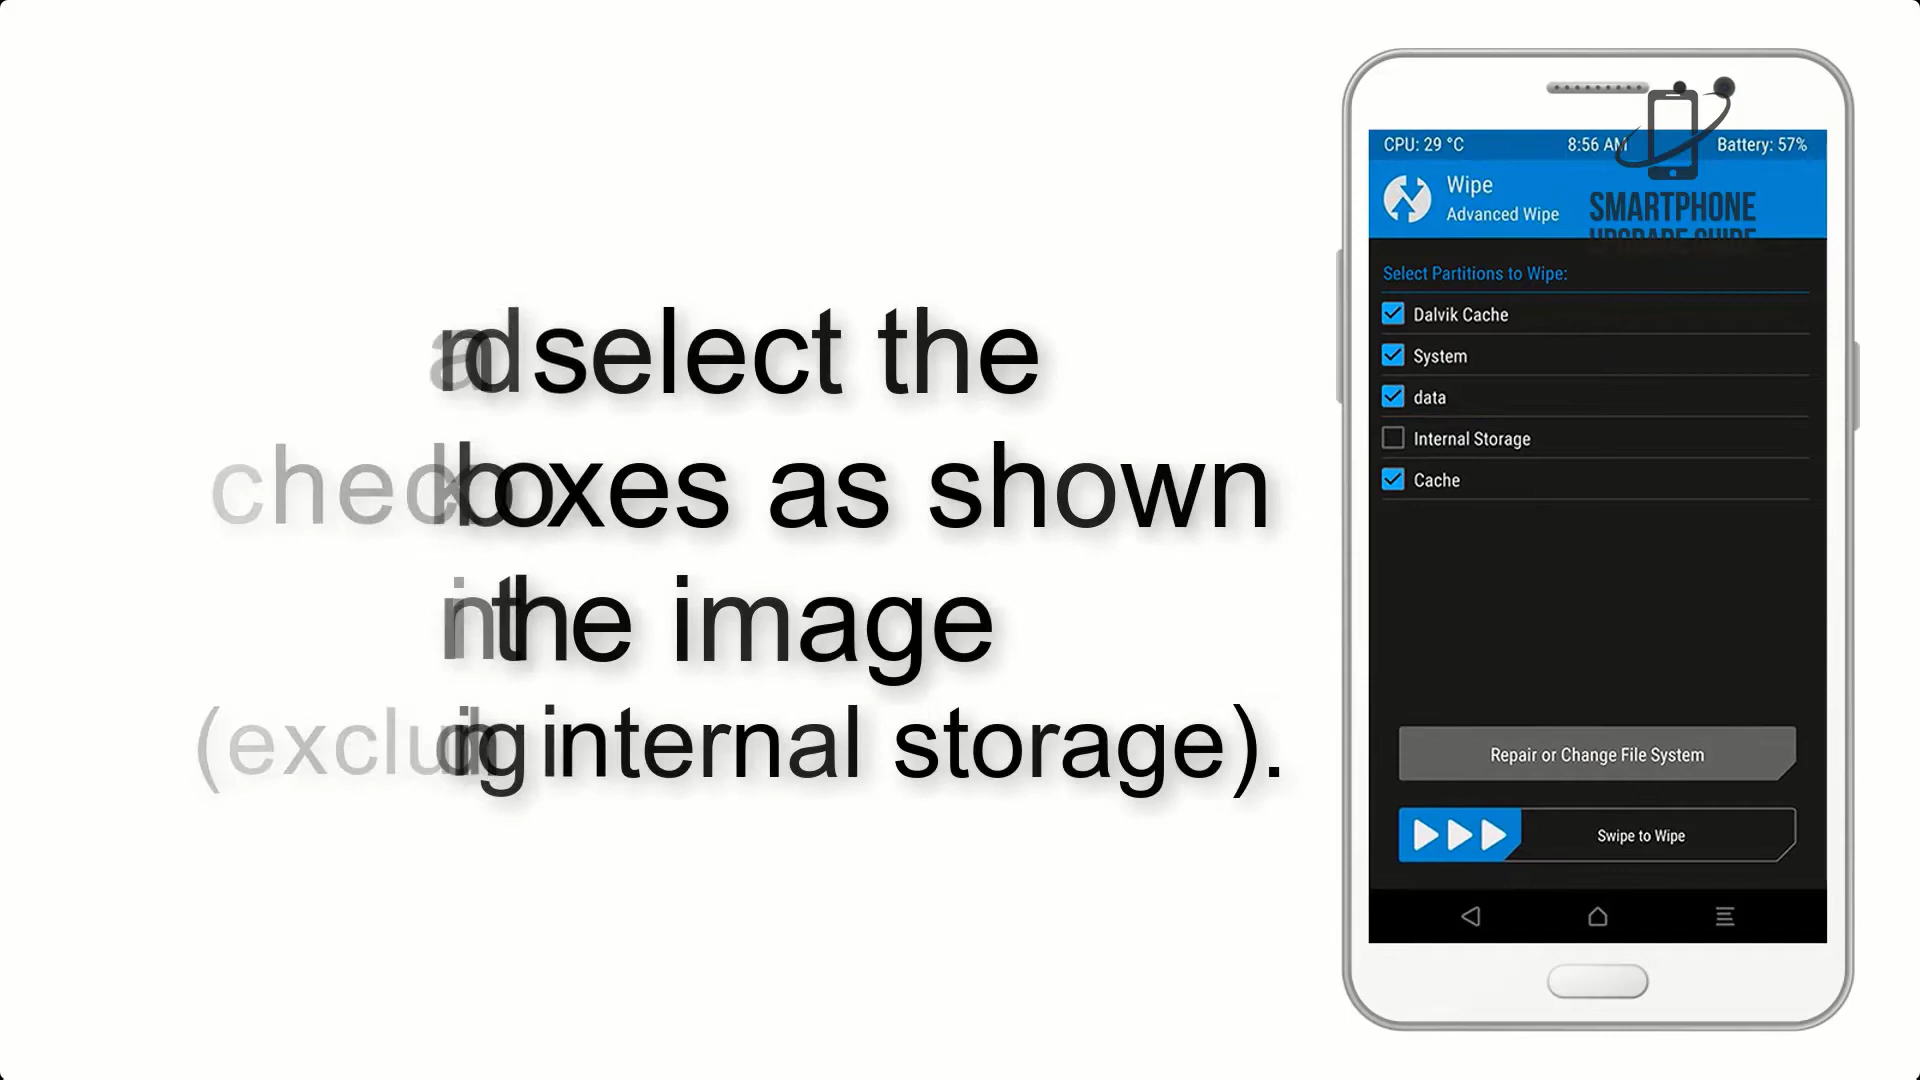 and select the
checkboxes as shown
in the image
(excluding internal storage).
CPU: 29 °C
8:56 AM
Battery: 57%
Wipe
Advanced Wipe
SMARTPHONE
UPGRADE GUIDE
Select Partitions to Wipe:
Dalvik Cache
System
data
Internal Storage
Cache
Repair or Change File System
Swipe to Wipe